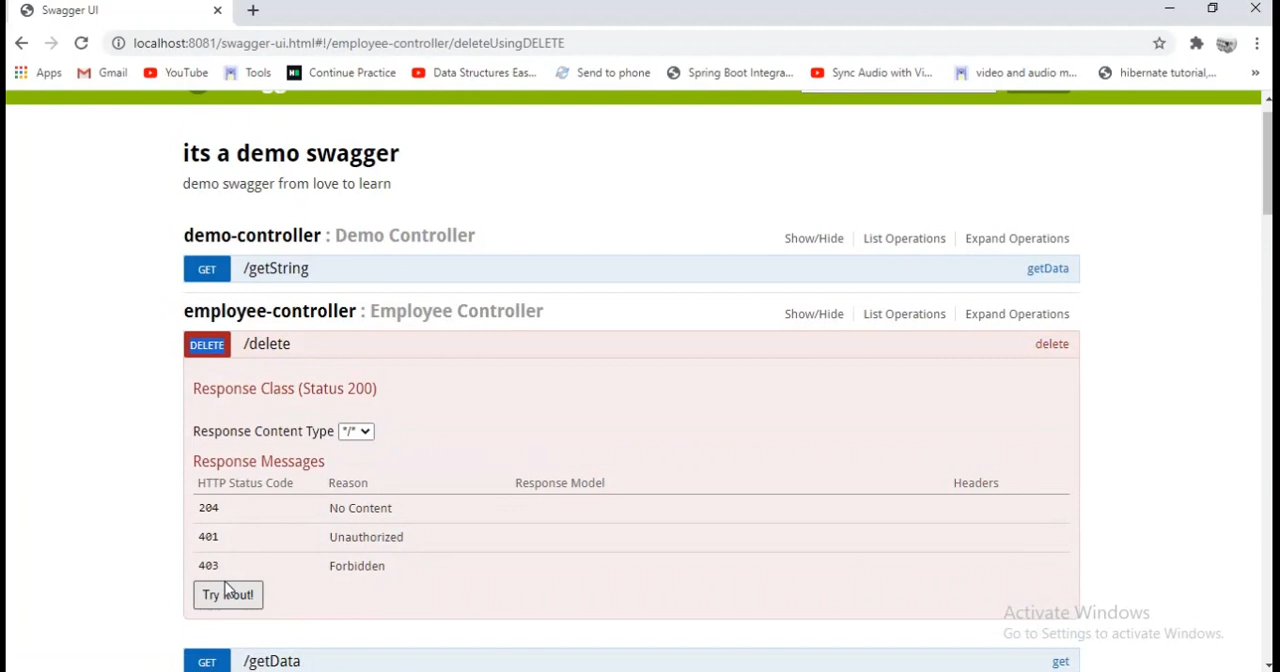 Swagger UI
localhost:8081/swagger-ui.html#!/employee-controller/deleteUsingDELETE
Apps Gmail YouTube Tools Continue Practice Data Structures Eas... Send to phone Spring Boot Integra... Sync Audio with Vi... video and audio m... hibernate tutorial,... »
its a demo swagger
demo swagger from love to learn
demo-controller : Demo Controller Show/Hide List Operations Expand Operations
GET /getString getData
employee-controller : Employee Controller Show/Hide List Operations Expand Operations
DELETE /delete delete
Response Class (Status 200)
Response Content Type */*
Response Messages
HTTP Status Code Reason Response Model Headers
204 No Content
401 Unauthorized
403 Forbidden
Try it out!
Activate Windows
Go to Settings to activate Windows.
GET /getData get